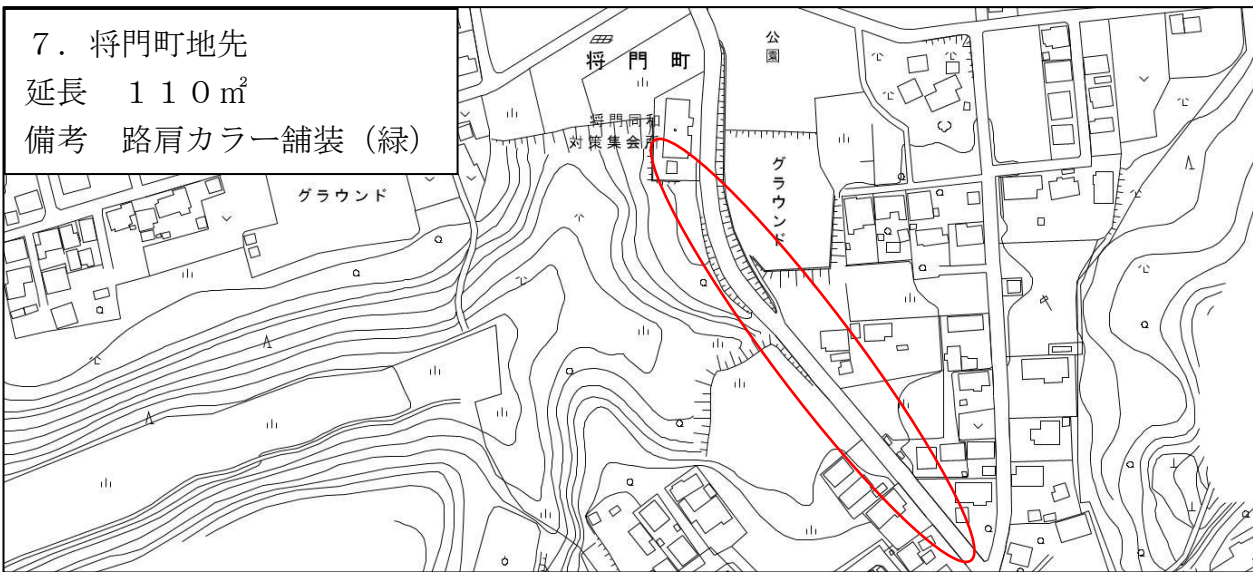 ７．将門町地先
延長　１１０㎡
備考　路肩カラー舗装（緑）
将門町
公園
将門同和
対策集会所
グラウンド
グラウンド